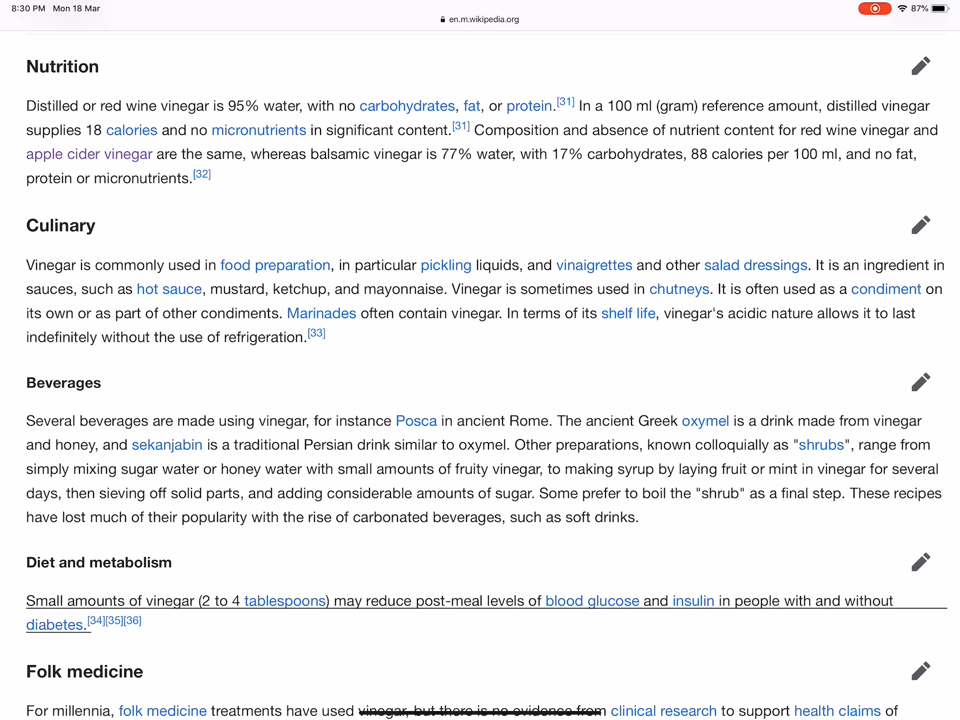 8:30 PM Mon 18 Mar
87%
en.m.wikipedia.org
Nutrition
Distilled or red wine vinegar is 95% water, with no carbohydrates, fat, or protein.[31] In a 100 ml (gram) reference amount, distilled vinegar
supplies 18 calories and no micronutrients in significant content.[31] Composition and absence of nutrient content for red wine vinegar and
apple cider vinegar are the same, whereas balsamic vinegar is 77% water, with 17% carbohydrates, 88 calories per 100 ml, and no fat,
protein or micronutrients.[32]
Culinary
Vinegar is commonly used in food preparation, in particular pickling liquids, and vinaigrettes and other salad dressings. It is an ingredient in
sauces, such as hot sauce, mustard, ketchup, and mayonnaise. Vinegar is sometimes used in chutneys. It is often used as a condiment on
its own or as part of other condiments. Marinades often contain vinegar. In terms of its shelf life, vinegar's acidic nature allows it to last
indefinitely without the use of refrigeration.[33]
Beverages
Several beverages are made using vinegar, for instance Posca in ancient Rome. The ancient Greek oxymel is a drink made from vinegar
and honey, and sekanjabin is a traditional Persian drink similar to oxymel. Other preparations, known colloquially as "shrubs", range from
simply mixing sugar water or honey water with small amounts of fruity vinegar, to making syrup by laying fruit or mint in vinegar for several
days, then sieving off solid parts, and adding considerable amounts of sugar. Some prefer to boil the "shrub" as a final step. These recipes
have lost much of their popularity with the rise of carbonated beverages, such as soft drinks.
Diet and metabolism
Small amounts of vinegar (2 to 4 tablespoons) may reduce post-meal levels of blood glucose and insulin in people with and without
diabetes.[34][35][36]
Folk medicine
For millennia, folk medicine treatments have used vinegar, but there is no evidence from clinical research to support health claims of